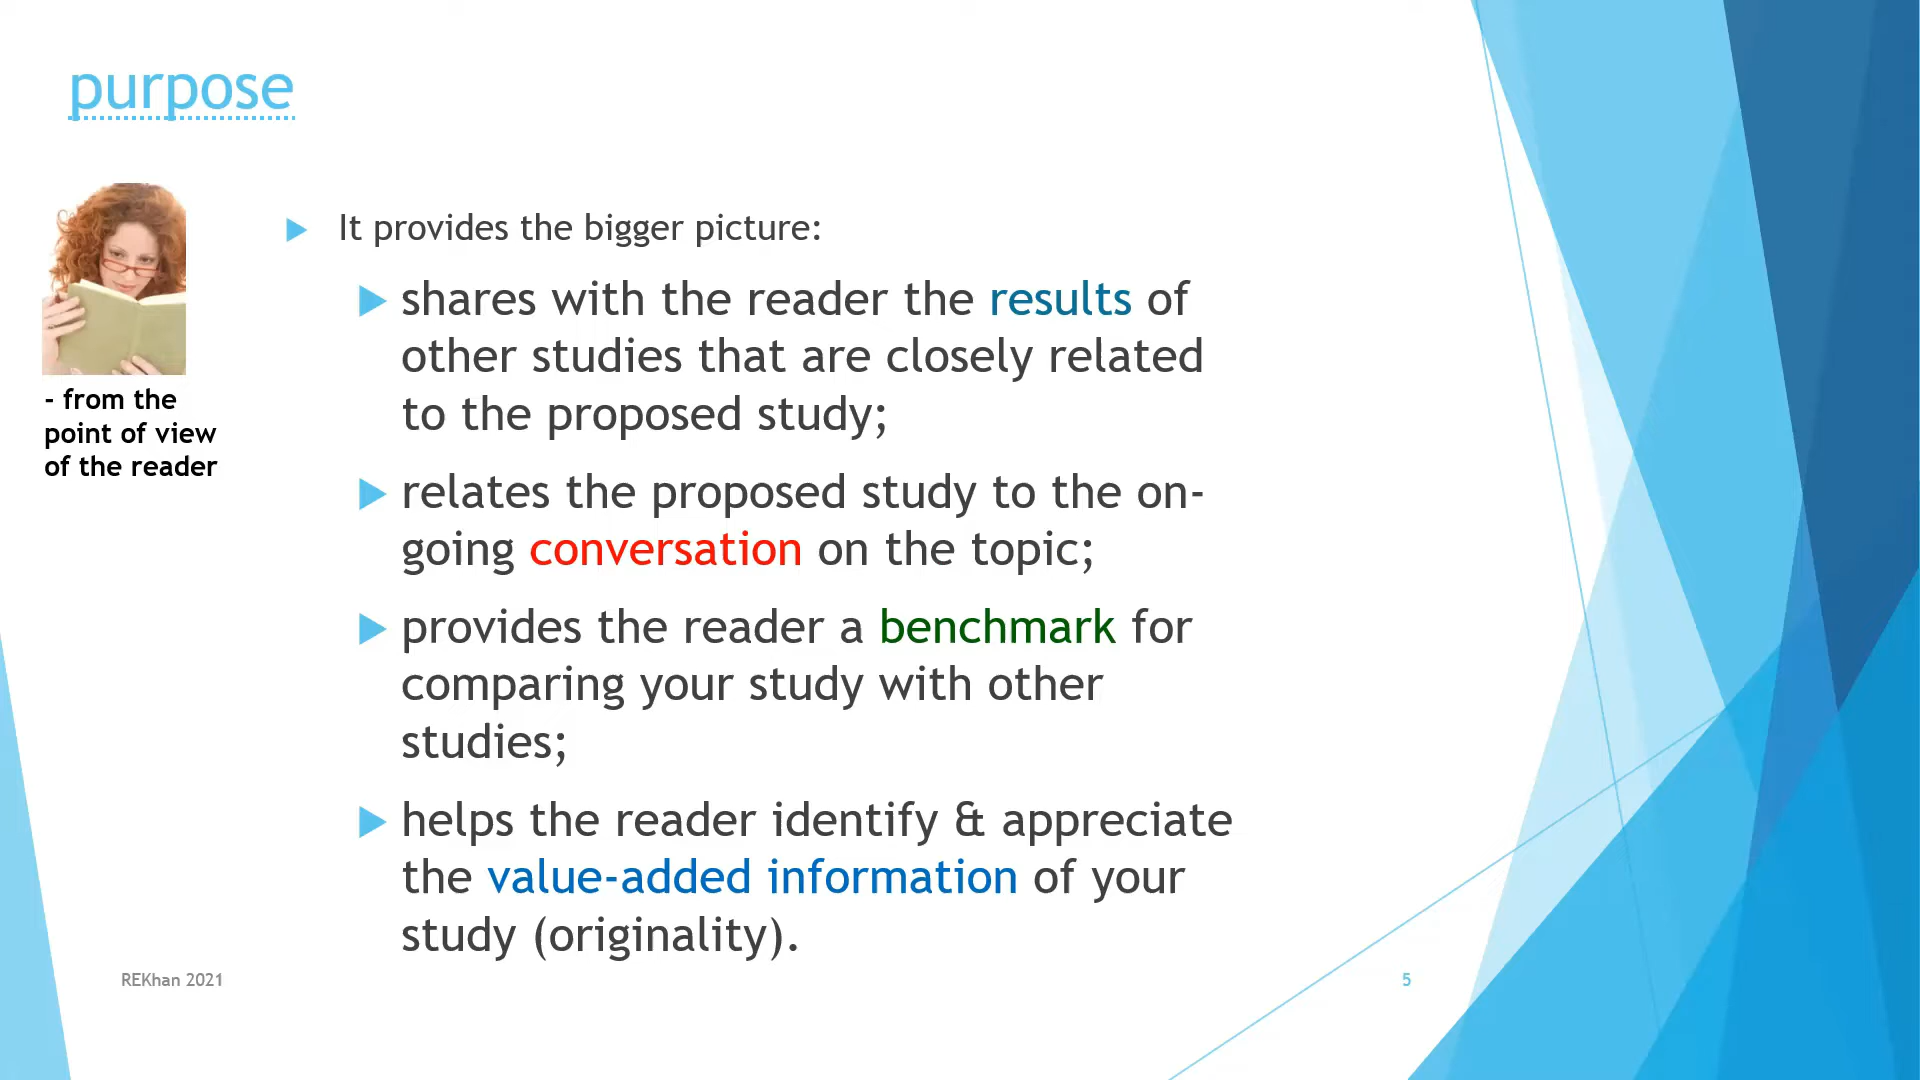 purpose
- from the
point of view
of the reader
It provides the bigger picture:
shares with the reader the results of
other studies that are closely related
to the proposed study;
relates the proposed study to the on-
going conversation on the topic;
provides the reader a benchmark for
comparing your study with other
studies;
helps the reader identify & appreciate
the value-added information of your
study (originality).
REKhan 2021
5